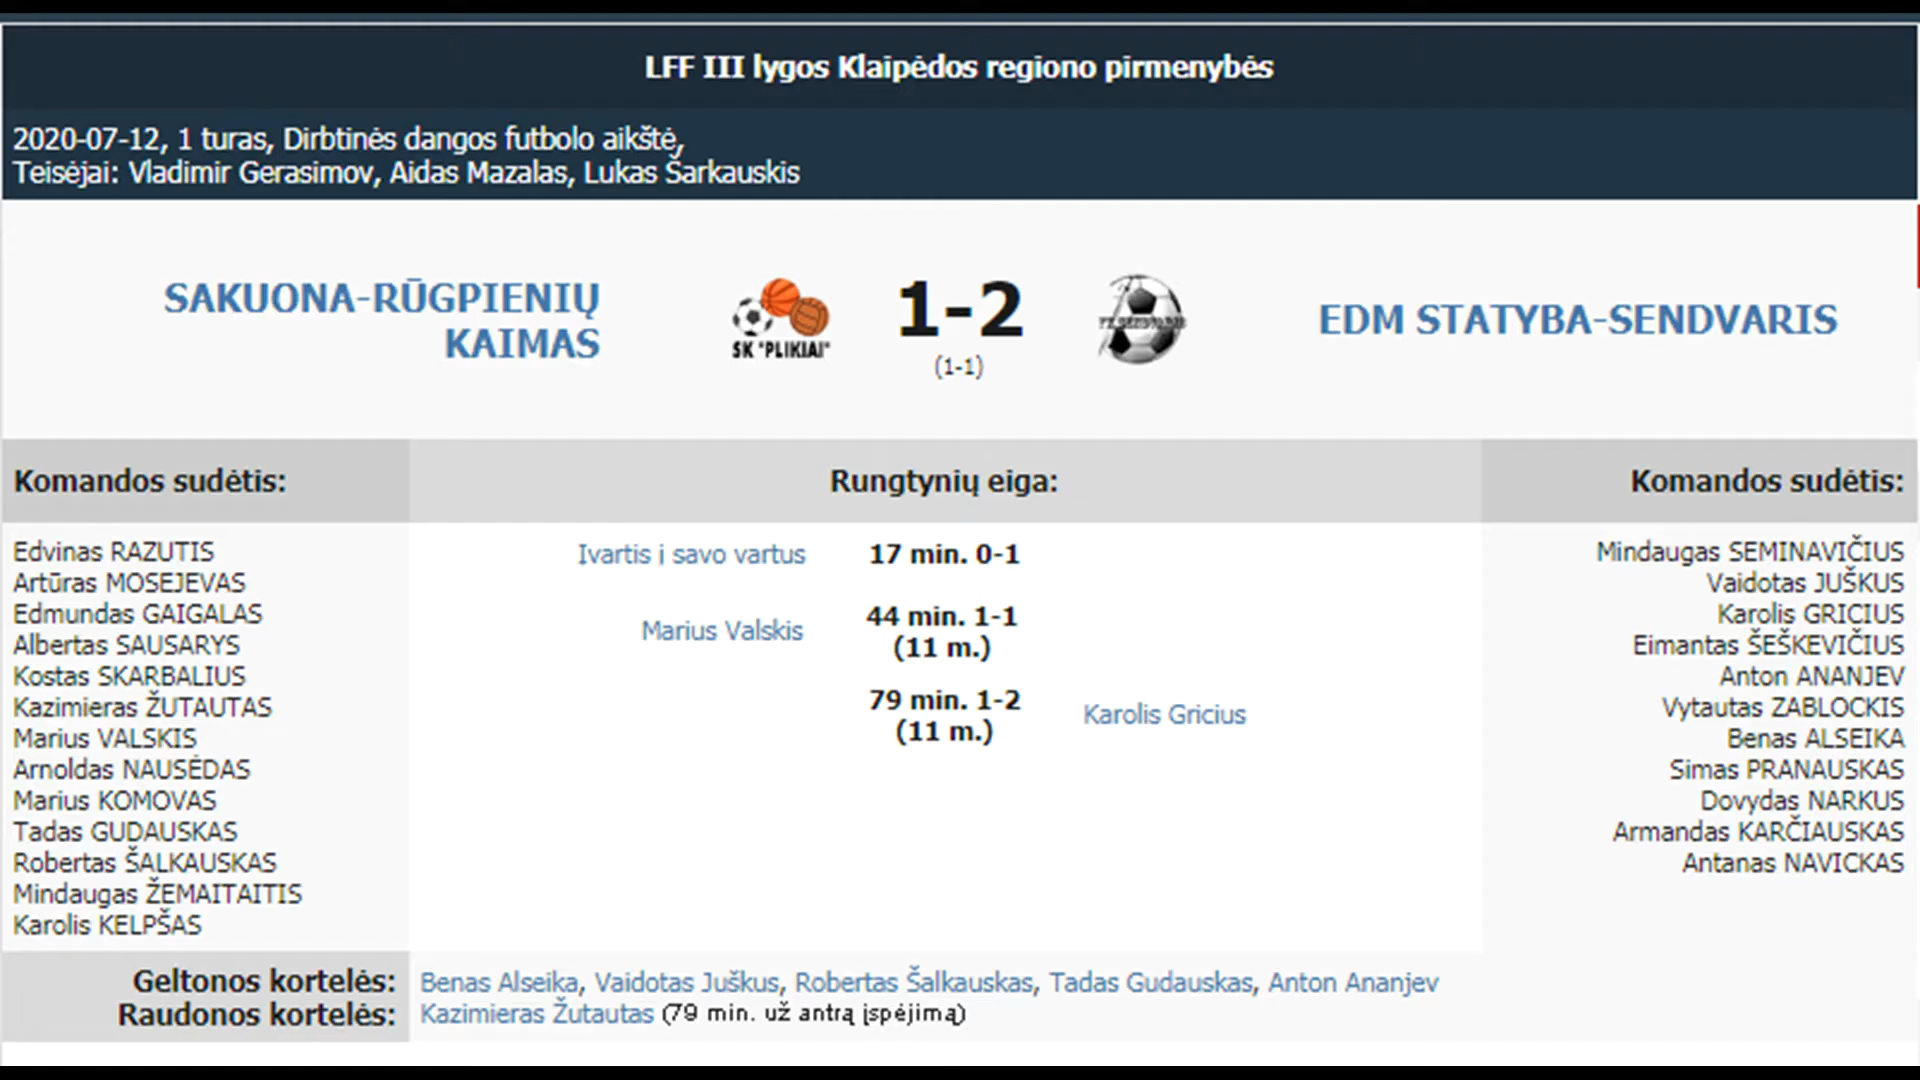 LFF III lygos Klaipėdos regiono pirmenybės
2020-07-12, 1 turas, Dirbtinės dangos futbolo aikštė,
Teisėjai: Vladimir Gerasimov, Aidas Mazalas, Lukas Šarkauskis
SAKUONA-RŪGPIENIŲ
KAIMAS
SK "PLIKIAI"
1-2
(1-1)
FK SENDVARIS
EDM STATYBA-SENDVARIS
Komandos sudėtis:
Edvinas RAZUTIS
Artūras MOSEJEVAS
Edmundas GAIGALAS
Albertas SAUSARYS
Kostas SKARBALIUS
Kazimieras ŽUTAUTAS
Marius VALSKIS
Arnoldas NAUSĖDAS
Marius KOMOVAS
Tadas GUDAUSKAS
Robertas ŠALKAUSKAS
Mindaugas ŽEMAITAITIS
Karolis KELPŠAS
Rungtynių eiga:
Ivartis į savo vartus 17 min. 0-1
Marius Valskis 44 min. 1-1
(11 m.)
79 min. 1-2
(11 m.) Karolis Gricius
Komandos sudėtis:
Mindaugas SEMINAVIČIUS
Vaidotas JUŠKUS
Karolis GRICIUS
Eimantas ŠEŠKEVIČIUS
Anton ANANJEV
Vytautas ZABLOCKIS
Benas ALSEIKA
Simas PRANAUSKAS
Dovydas NARKUS
Armandas KARČIAUSKAS
Antanas NAVICKAS
Geltonos kortelės: Benas Alseika, Vaidotas Juškus, Robertas Šalkauskas, Tadas Gudauskas, Anton Ananjev
Raudonos kortelės: Kazimieras Žutautas (79 min. už antrą įspėjimą)